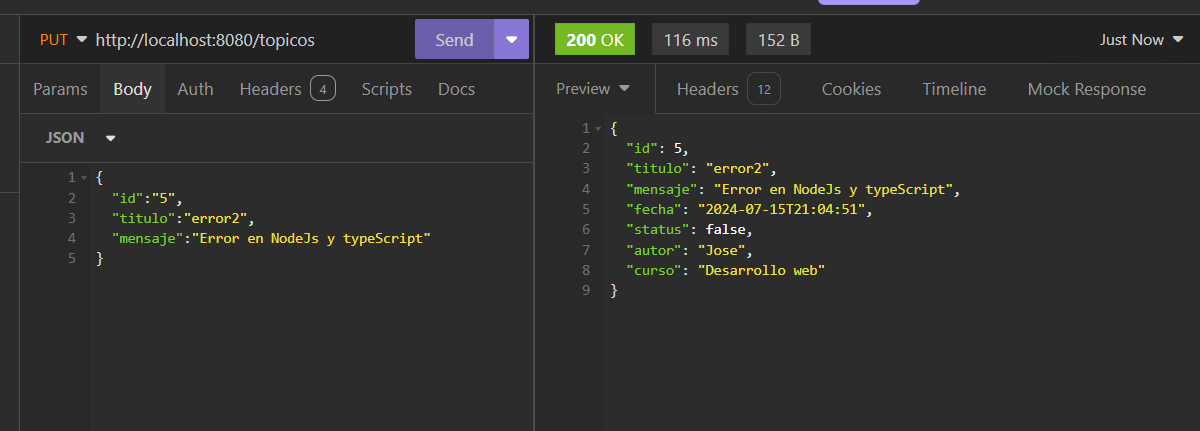 PUT http://localhost:8080/topicos Send
200 OK 116 ms 152 B Just Now
Params Body Auth Headers 4 Scripts Docs
Preview Headers 12 Cookies Timeline Mock Response
JSON
1 {
2 "id":"5",
3 "titulo":"error2",
4 "mensaje":"Error en NodeJs y typeScript"
5 }
1 {
2 "id": 5,
3 "titulo": "error2",
4 "mensaje": "Error en NodeJs y typeScript",
5 "fecha": "2024-07-15T21:04:51",
6 "status": false,
7 "autor": "Jose",
8 "curso": "Desarrollo web"
9 }